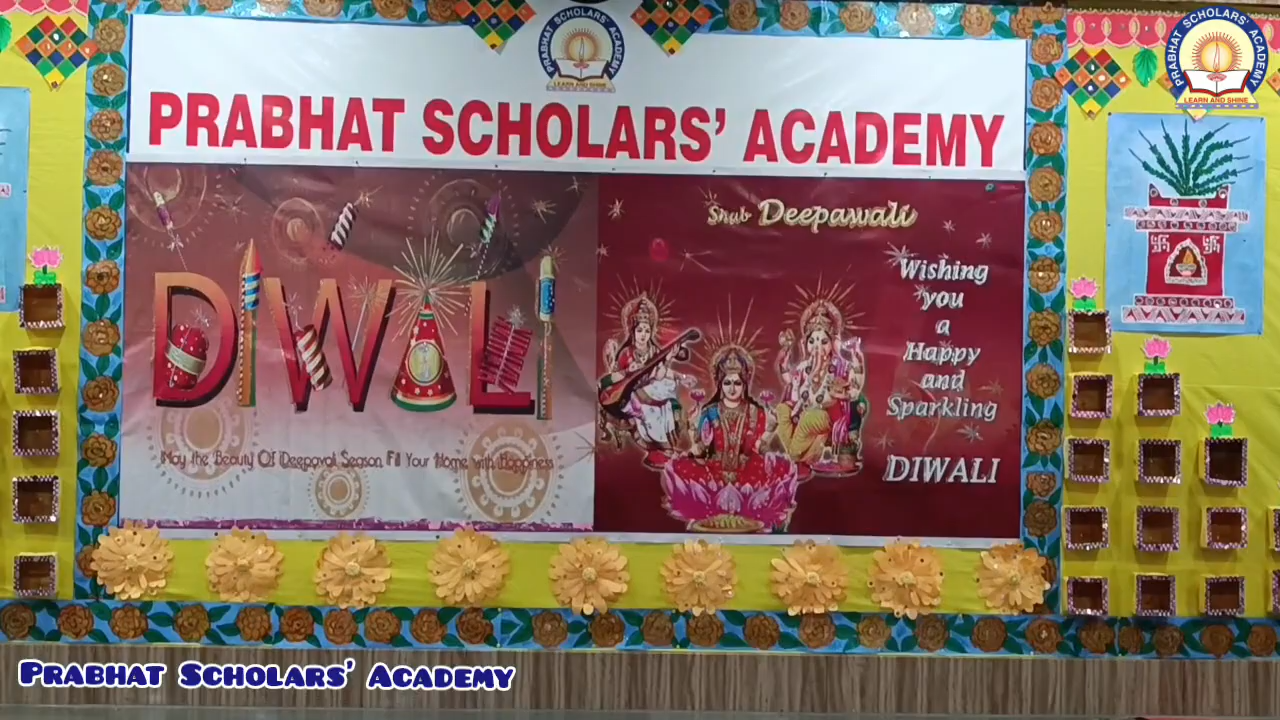 PRABHAT SCHOLARS' ACADEMY
LEARN AND SHINE
PRABHAT SCHOLARS' ACADEMY
LEARN AND SHINE
PRABHAT SCHOLARS' ACADEMY
DIWALI
May the Beauty Of Deepavali Season, Fill Your Home with Happiness
Shub Deepawali
Wishing
you
a
Happy
and
Sparkling
DIWALI
PRABHAT SCHOLARS' ACADEMY